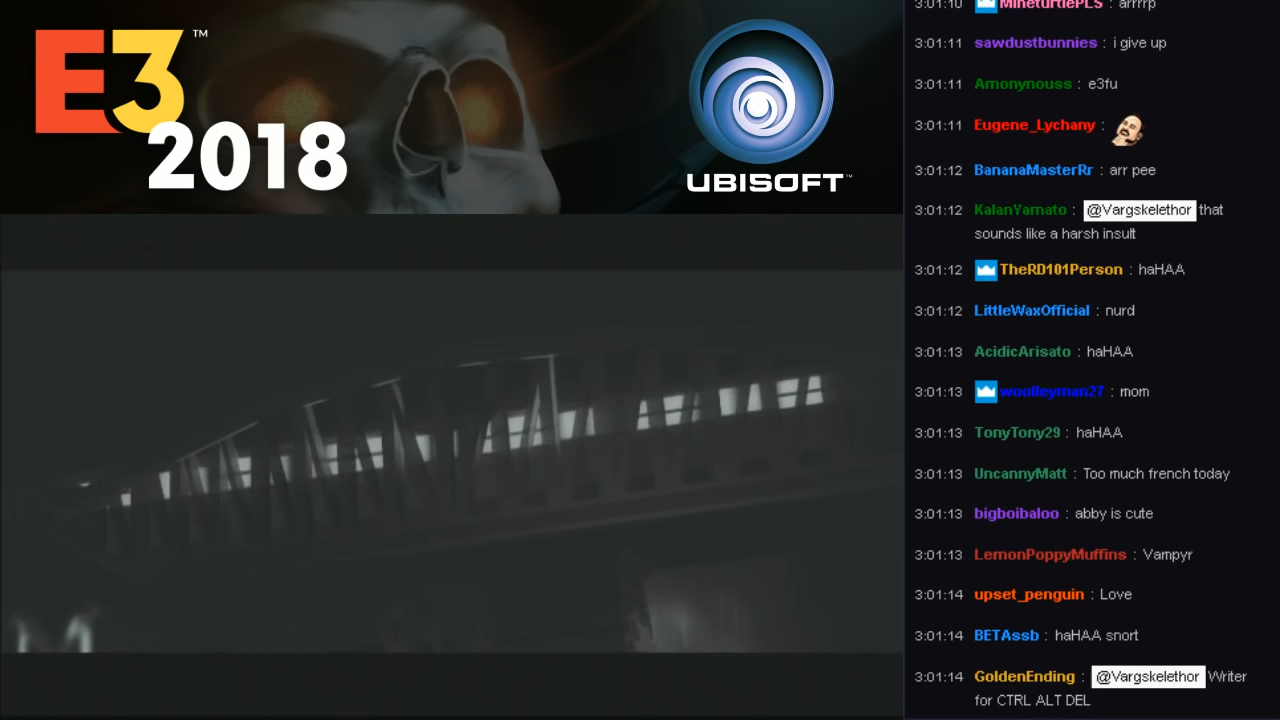 E3™
2018
UBISOFT™
3:01:10 MineturtlePLS : arrrrp
3:01:11 sawdustbunnies : i give up
3:01:11 Amonynouss : e3fu
3:01:11 Eugene_Lychany :
3:01:12 BananaMasterRr : arr pee
3:01:12 KalanYamato : @Vargskelethor that
sounds like a harsh insult
3:01:12 TheRD101Person : haHAA
3:01:12 LittleWaxOfficial : nurd
3:01:13 AcidicArisato : haHAA
3:01:13 woolleyman27 : mom
3:01:13 TonyTony29 : haHAA
3:01:13 UncannyMatt : Too much french today
3:01:13 bigboibaloo : abby is cute
3:01:13 LemonPoppyMuffins : Vampyr
3:01:14 upset_penguin : Love
3:01:14 BETAssb : haHAA snort
3:01:14 GoldenEnding : @Vargskelethor Writer
for CTRL ALT DEL